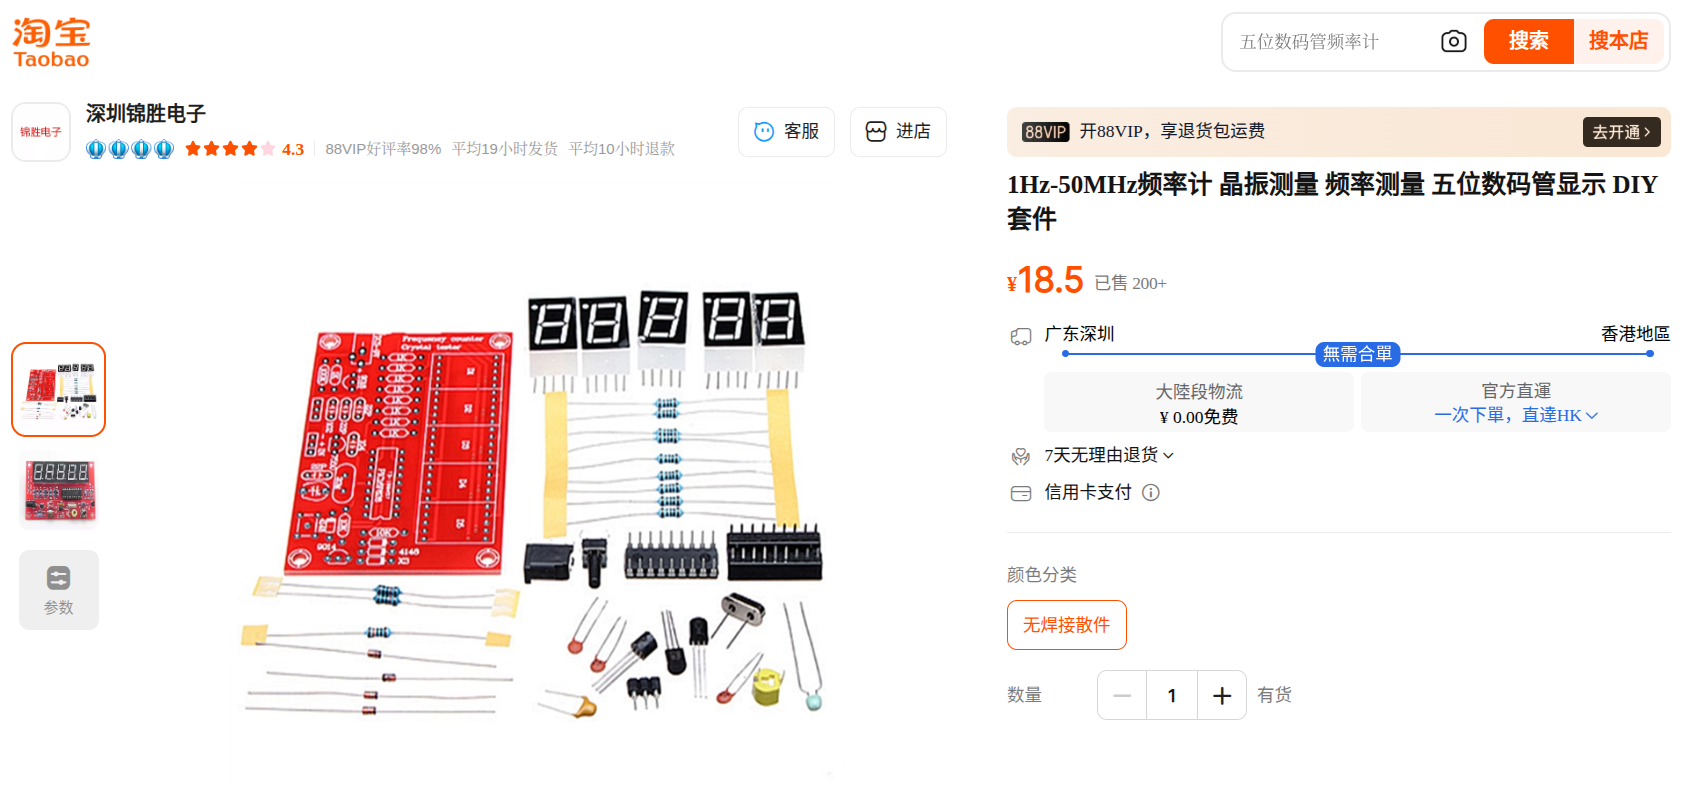 淘宝
Taobao
五位数码管频率计
搜索
搜本店
锦胜电子
深圳锦胜电子
4.3
88VIP好评率98%
平均19小时发货
平均10小时退款
客服
进店
88VIP
开88VIP，享退货包运费
去开通
1Hz-50MHz频率计 晶振测量 频率测量 五位数码管显示 DIY
套件
¥18.5
已售 200+
广东深圳
香港地區
無需合單
大陸段物流
¥ 0.00免费
官方直運
一次下單，直達HK
7天无理由退货
信用卡支付
颜色分类
无焊接散件
数量
1
有货
参数
Frequency counter
Crystal tester
9014
10K
4148